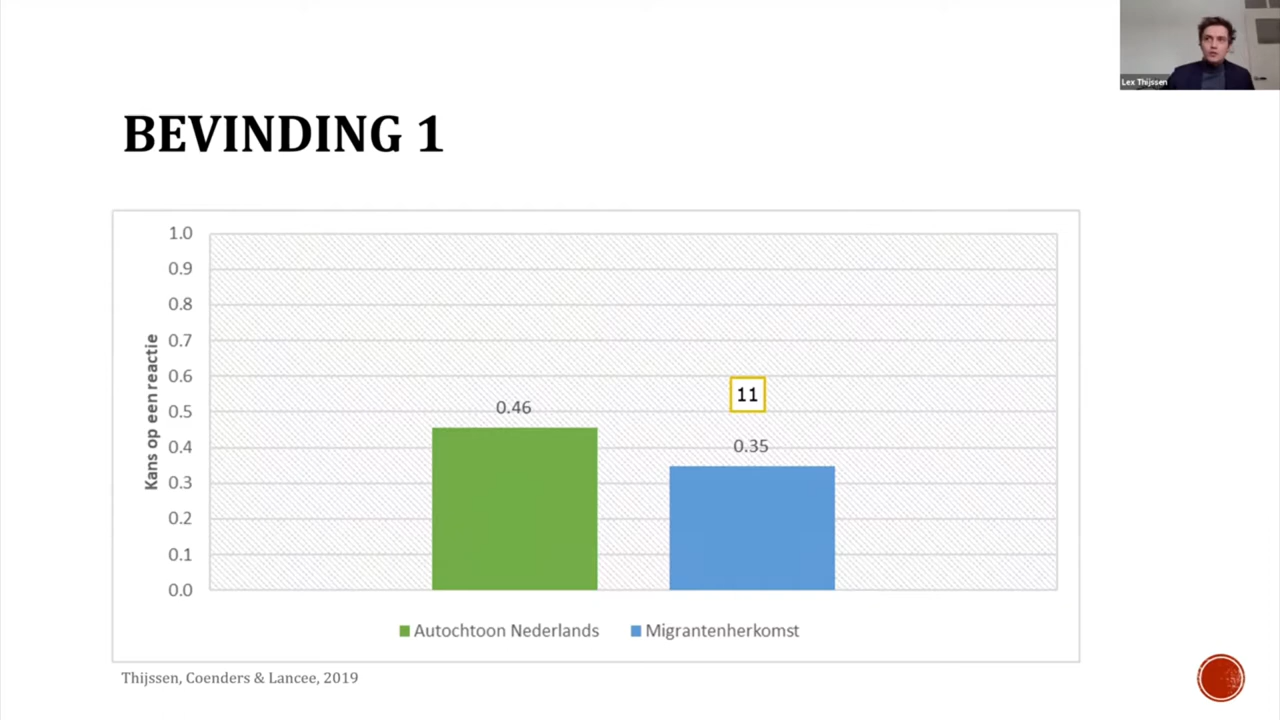 Lex Thijssen
BEVINDING 1
1.0
0.9
0.8
0.7
0.6
0.5
0.4
0.3
0.2
0.1
0.0
Kans op een reactie
0.46
11
0.35
Autochtoon Nederlands
Migrantenherkomst
Thijssen, Coenders & Lancee, 2019